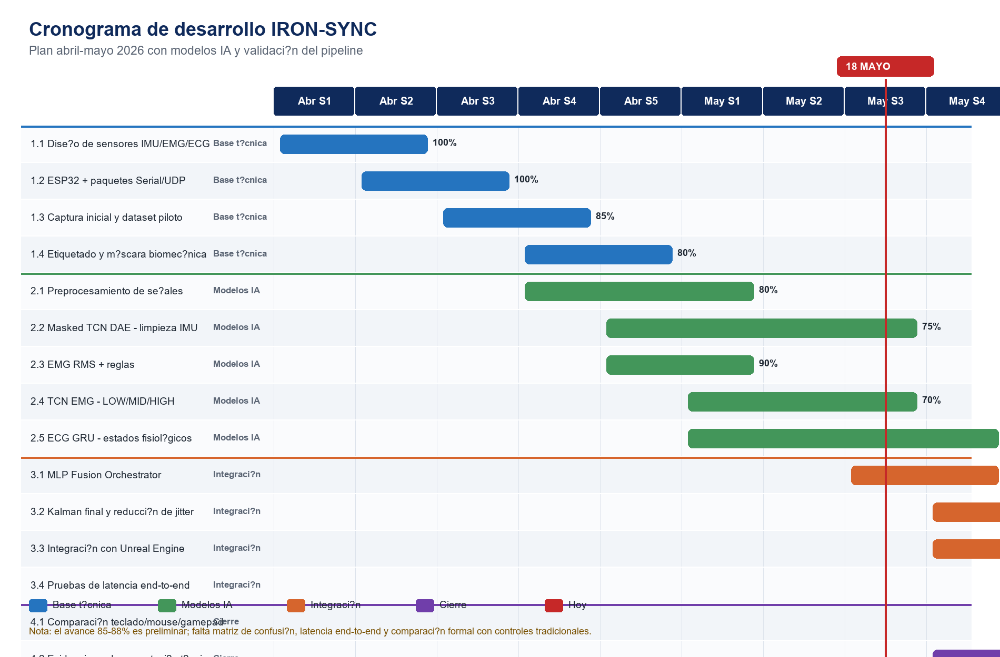 Cronograma de desarrollo IRON-SYNC
Plan abril-mayo 2026 con modelos IA y validaci?n del pipeline
18 MAYO
Abr S1 Abr S2 Abr S3 Abr S4 Abr S5 May S1 May S2 May S3 May S4
1.1 Dise?o de sensores IMU/EMG/ECG Base t?cnica 100%
1.2 ESP32 + paquetes Serial/UDP Base t?cnica 100%
1.3 Captura inicial y dataset piloto Base t?cnica 85%
1.4 Etiquetado y m?scara biomec?nica Base t?cnica 80%
2.1 Preprocesamiento de se?ales Modelos IA 80%
2.2 Masked TCN DAE - limpieza IMU Modelos IA 75%
2.3 EMG RMS + reglas Modelos IA 90%
2.4 TCN EMG - LOW/MID/HIGH Modelos IA 70%
2.5 ECG GRU - estados fisiol?gicos Modelos IA
3.1 MLP Fusion Orchestrator Integraci?n
3.2 Kalman final y reducci?n de jitter Integraci?n
3.3 Integraci?n con Unreal Engine Integraci?n
3.4 Pruebas de latencia end-to-end Integraci?n
Base t?cnica Modelos IA Integraci?n Cierre Hoy
4.1 Comparaci?n teclado/mouse/gamepad Cierre
Nota: el avance 85-88% es preliminar; falta matriz de confusi?n, latencia end-to-end y comparaci?n formal con controles tradicionales.